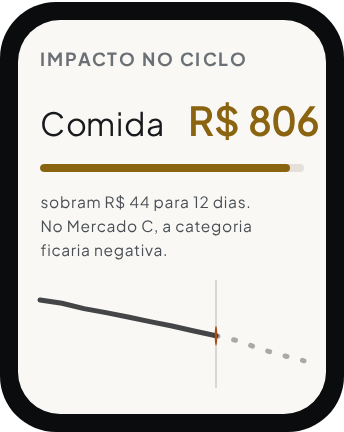 IMPACTO NO CICLO
Comida R$ 806
sobram R$ 44 para 12 dias.
No Mercado C, a categoria
ficaria negativa.